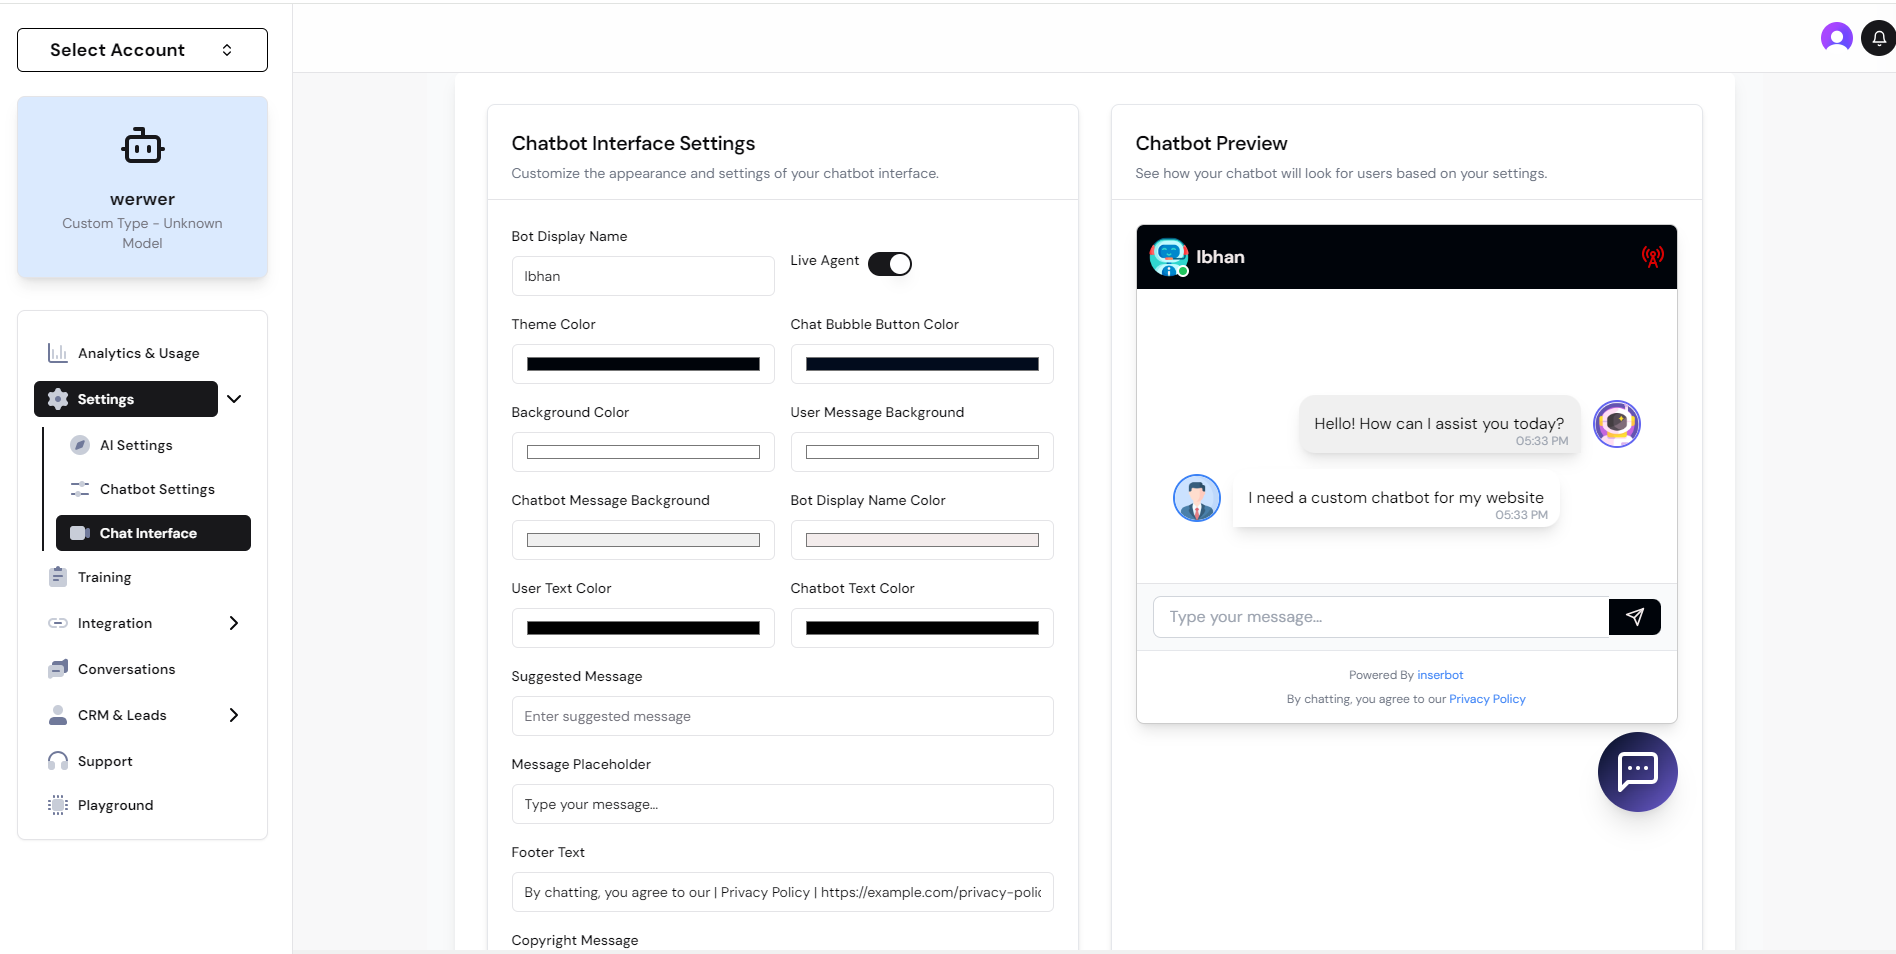 Select Account
werwer
Custom Type - Unknown
Model
Analytics & Usage
Settings
AI Settings
Chatbot Settings
Chat Interface
Training
Integration
Conversations
CRM & Leads
Support
Playground
Chatbot Interface Settings
Customize the appearance and settings of your chatbot interface.
Bot Display Name
Ibhan
Live Agent
Theme Color
Chat Bubble Button Color
Background Color
User Message Background
Chatbot Message Background
Bot Display Name Color
User Text Color
Chatbot Text Color
Suggested Message
Enter suggested message
Message Placeholder
Type your message...
Footer Text
By chatting, you agree to our | Privacy Policy | https://example.com/privacy-polic
Copyright Message
Chatbot Preview
See how your chatbot will look for users based on your settings.
Ibhan
Hello! How can I assist you today?
05:33 PM
I need a custom chatbot for my website
05:33 PM
Type your message...
Powered By inserbot
By chatting, you agree to our Privacy Policy